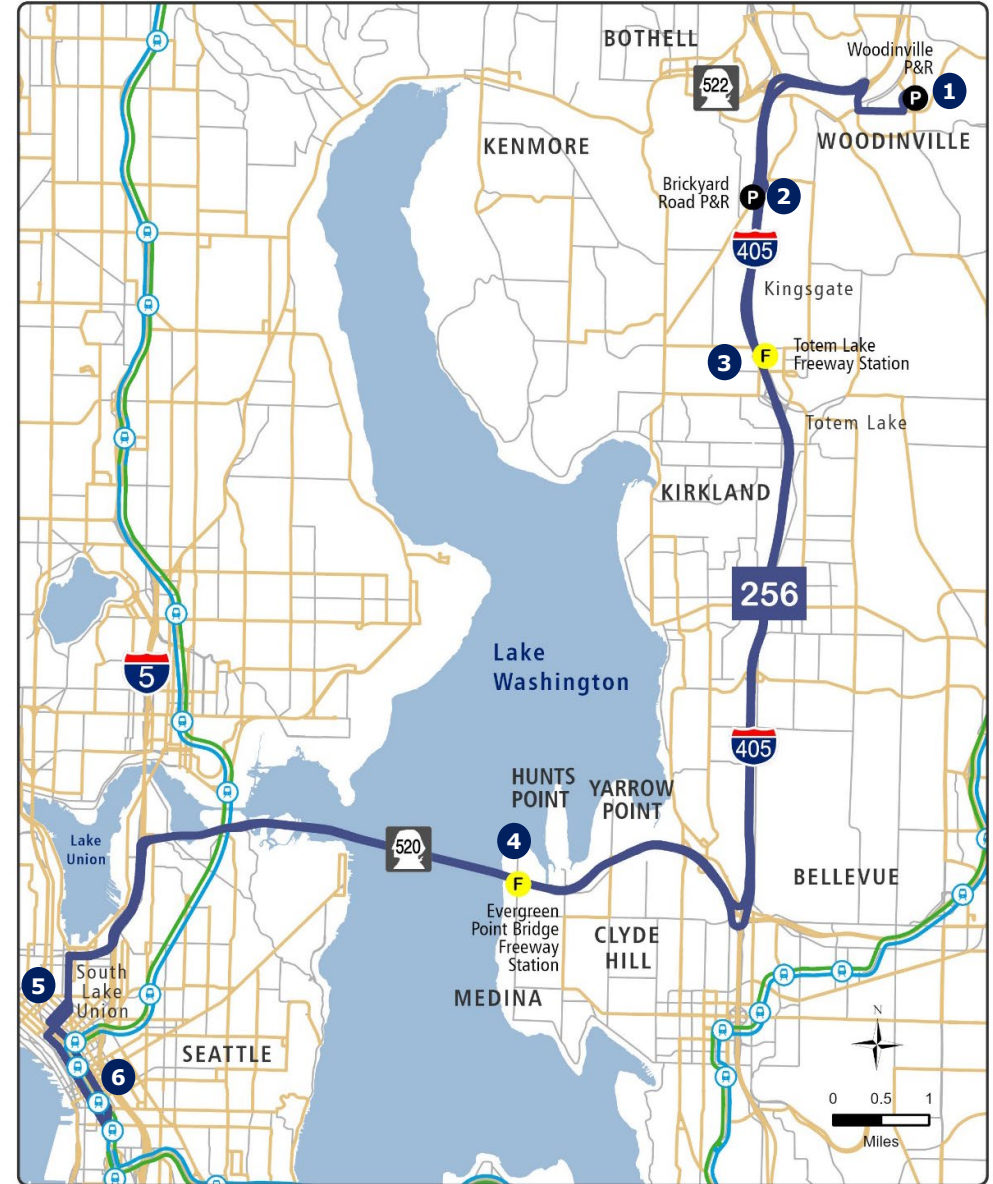 BOTHELL
Woodinville
P&R
P
1
522
WOODINVILLE
KENMORE
Brickyard
Road P&R
P
2
405
Kingsgate
3
F
Totem Lake
Freeway Station
Totem Lake
KIRKLAND
256
Lake
Washington
5
405
HUNTS
POINT
YARROW
POINT
Lake
Union
4
520
F
BELLEVUE
Evergreen
Point Bridge
Freeway
Station
CLYDE
HILL
5
South
Lake
Union
MEDINA
N
SEATTLE
6
0 0.5 1
Miles